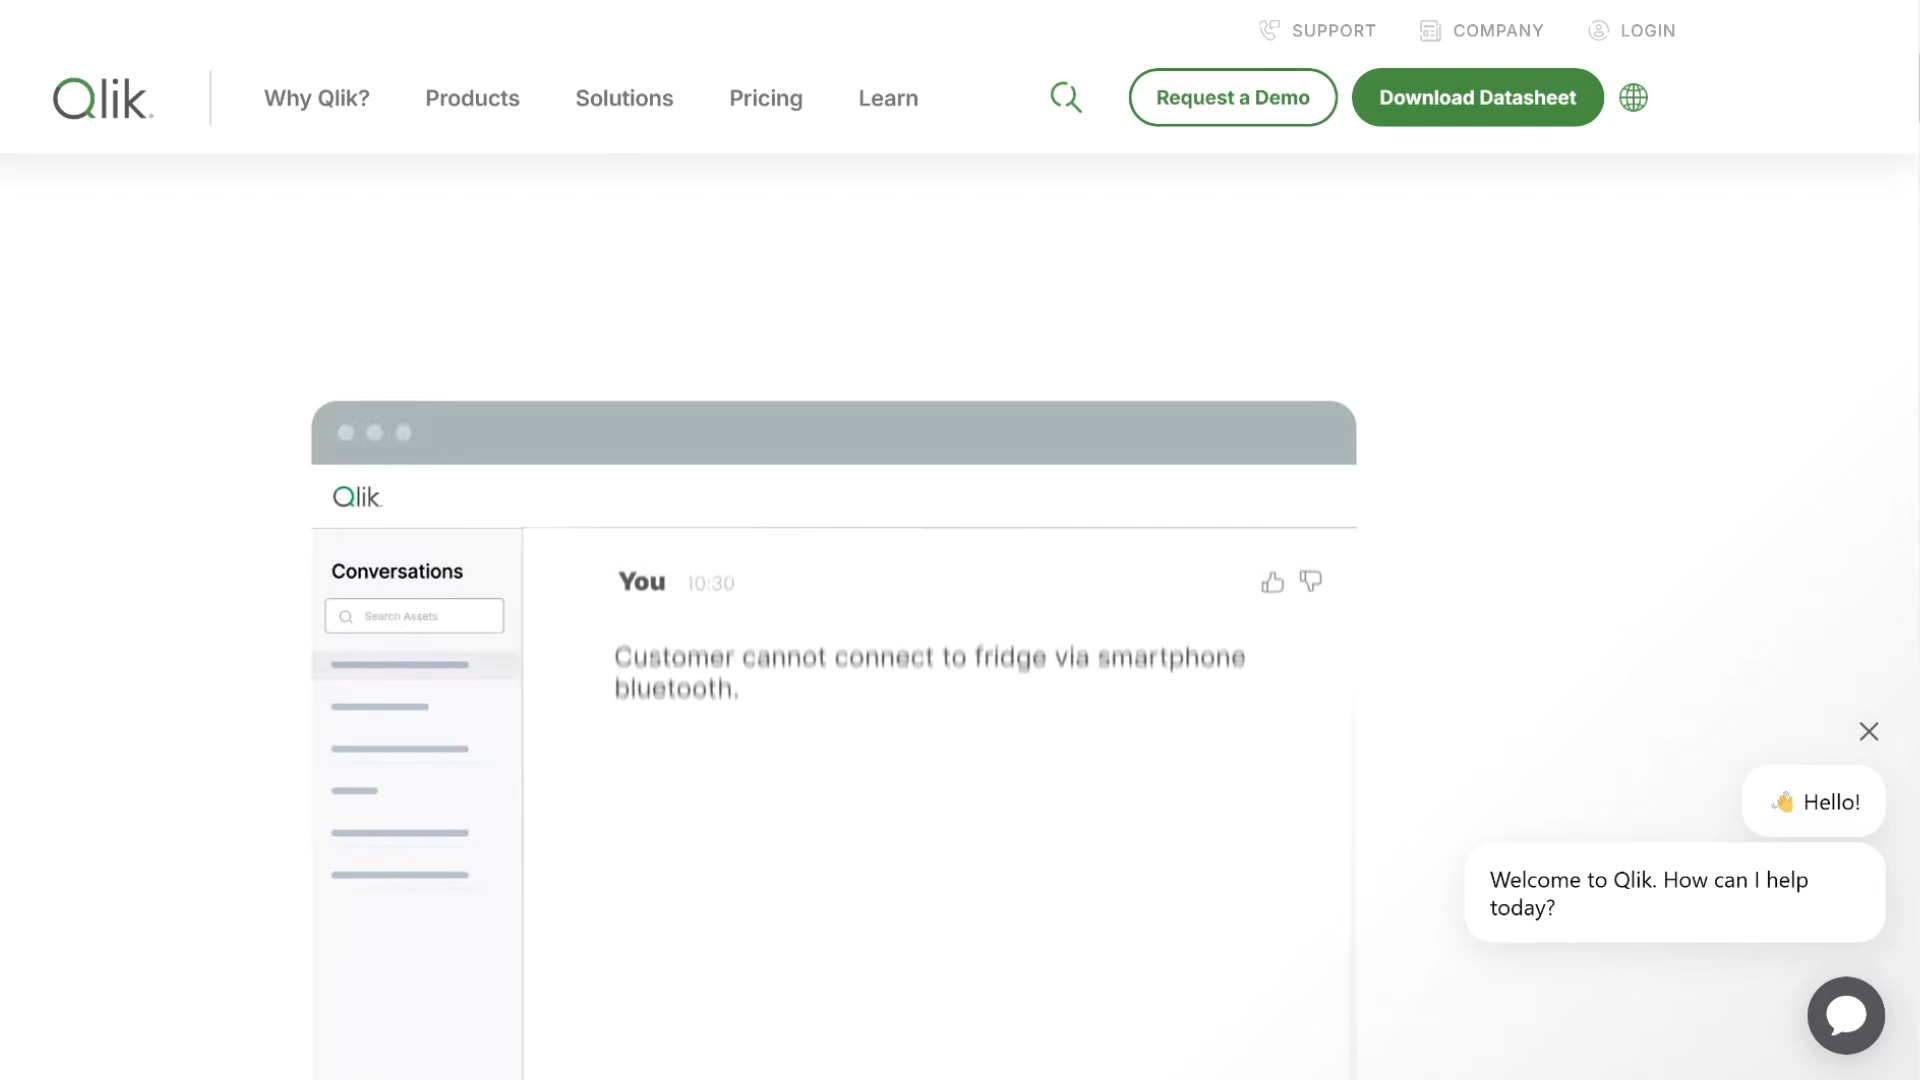 SUPPORT COMPANY LOGIN
Qlik Why Qlik? Products Solutions Pricing Learn Request a Demo Download Datasheet
Qlik
Conversations
Search Assets
You 10:30
Customer cannot connect to fridge via smartphone
bluetooth.
👋 Hello!
Welcome to Qlik. How can I help
today?